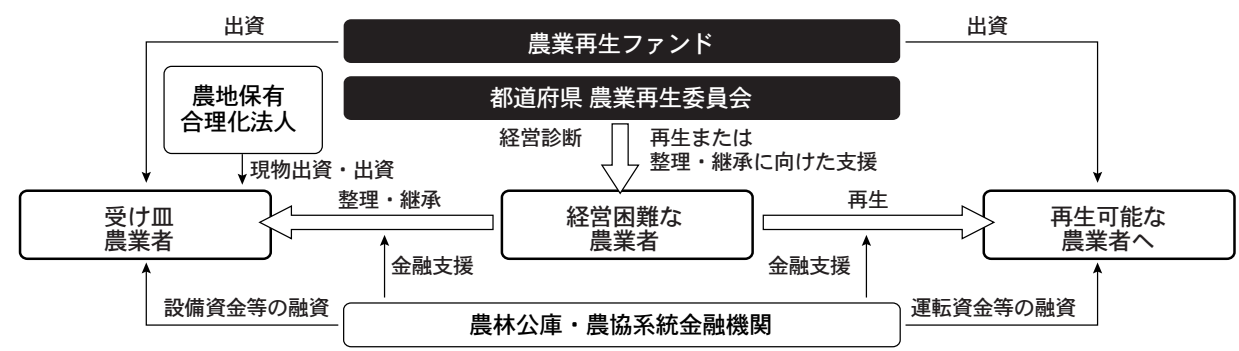 出資
農業再生ファンド
出資
農地保有
合理化法人
都道府県 農業再生委員会
経営診断
再生または
整理・継承に向けた支援
現物出資・出資
受け皿
農業者
整理・継承
経営困難な
農業者
再生
再生可能な
農業者へ
金融支援
金融支援
設備資金等の融資
農林公庫・農協系統金融機関
運転資金等の融資